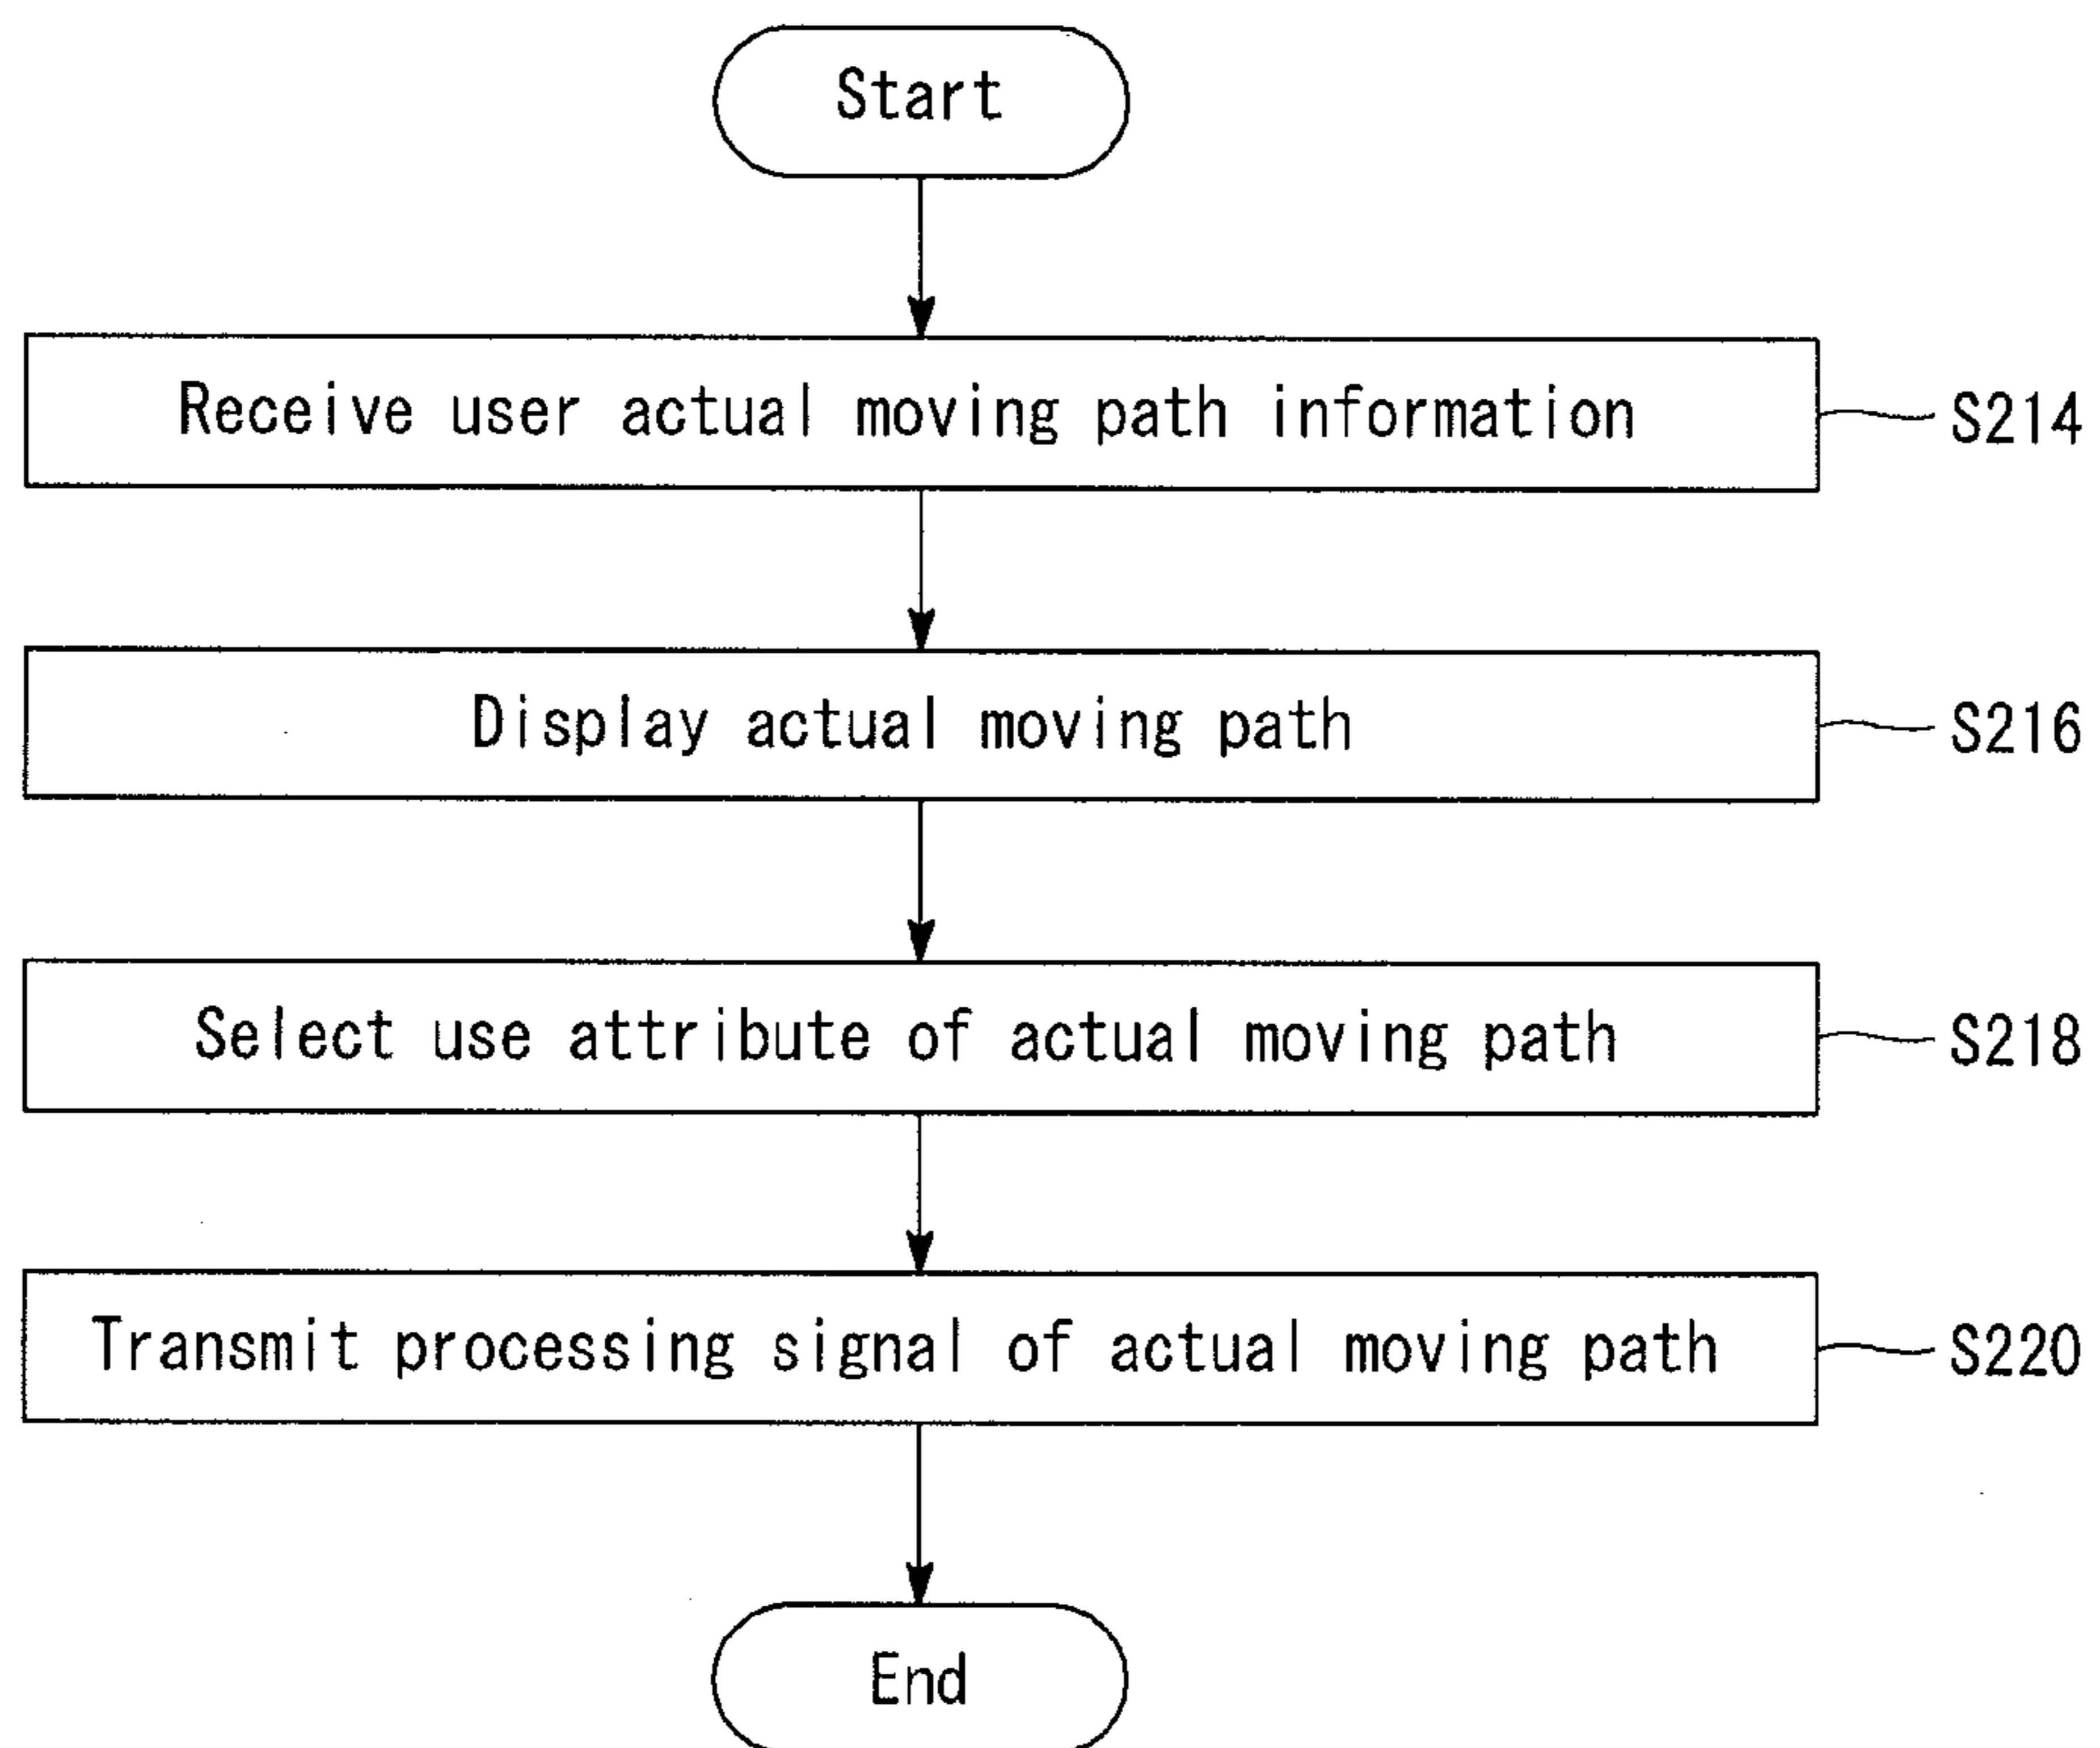 Start
Receive user actual moving path information
S214
Display actual moving path
S216
Select use attribute of actual moving path
S218
Transmit processing signal of actual moving path
S220
End